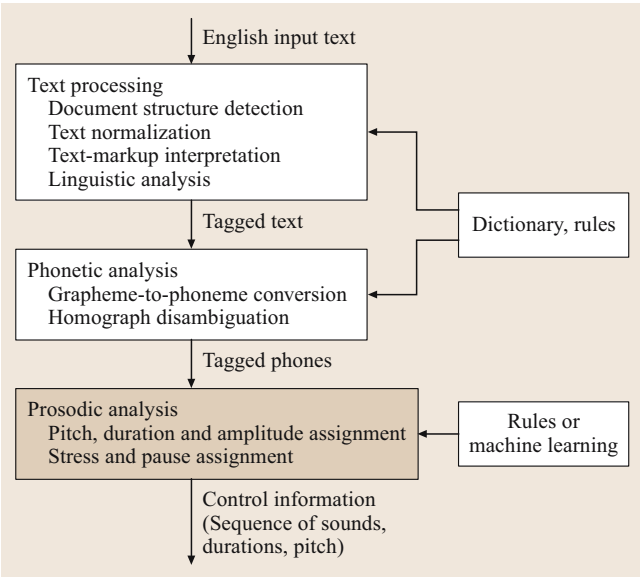 English input text
Text processing
Document structure detection
Text normalization
Text-markup interpretation
Linguistic analysis
Dictionary, rules
Tagged text
Phonetic analysis
Grapheme-to-phoneme conversion
Homograph disambiguation
Tagged phones
Prosodic analysis
Pitch, duration and amplitude assignment
Stress and pause assignment
Rules or
machine learning
Control information
(Sequence of sounds,
durations, pitch)